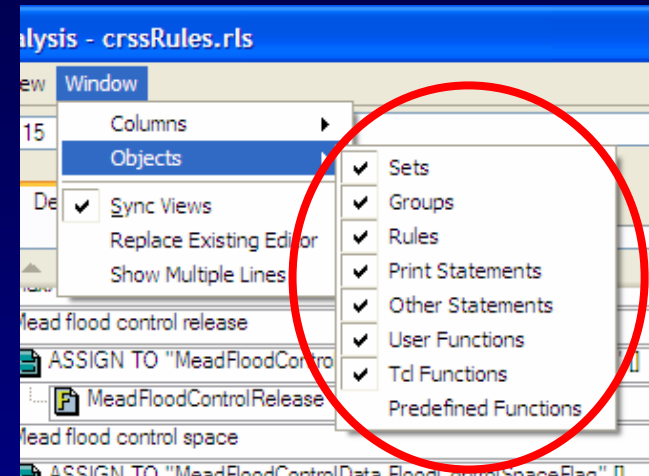 alysis - crssRules.rls
ew Window
15
Columns
Objects
De
Sync Views
Replace Existing Editor
Show Multiple Lines
Sets
Groups
Rules
Print Statements
Other Statements
User Functions
Tcl Functions
Predefined Functions
Mead flood control release
ASSIGN TO "MeadFloodContro " []
MeadFloodControlRelease
Mead flood control space
ASSIGN TO "MeadFloodControlData.FloodControlSpaceFlag" []